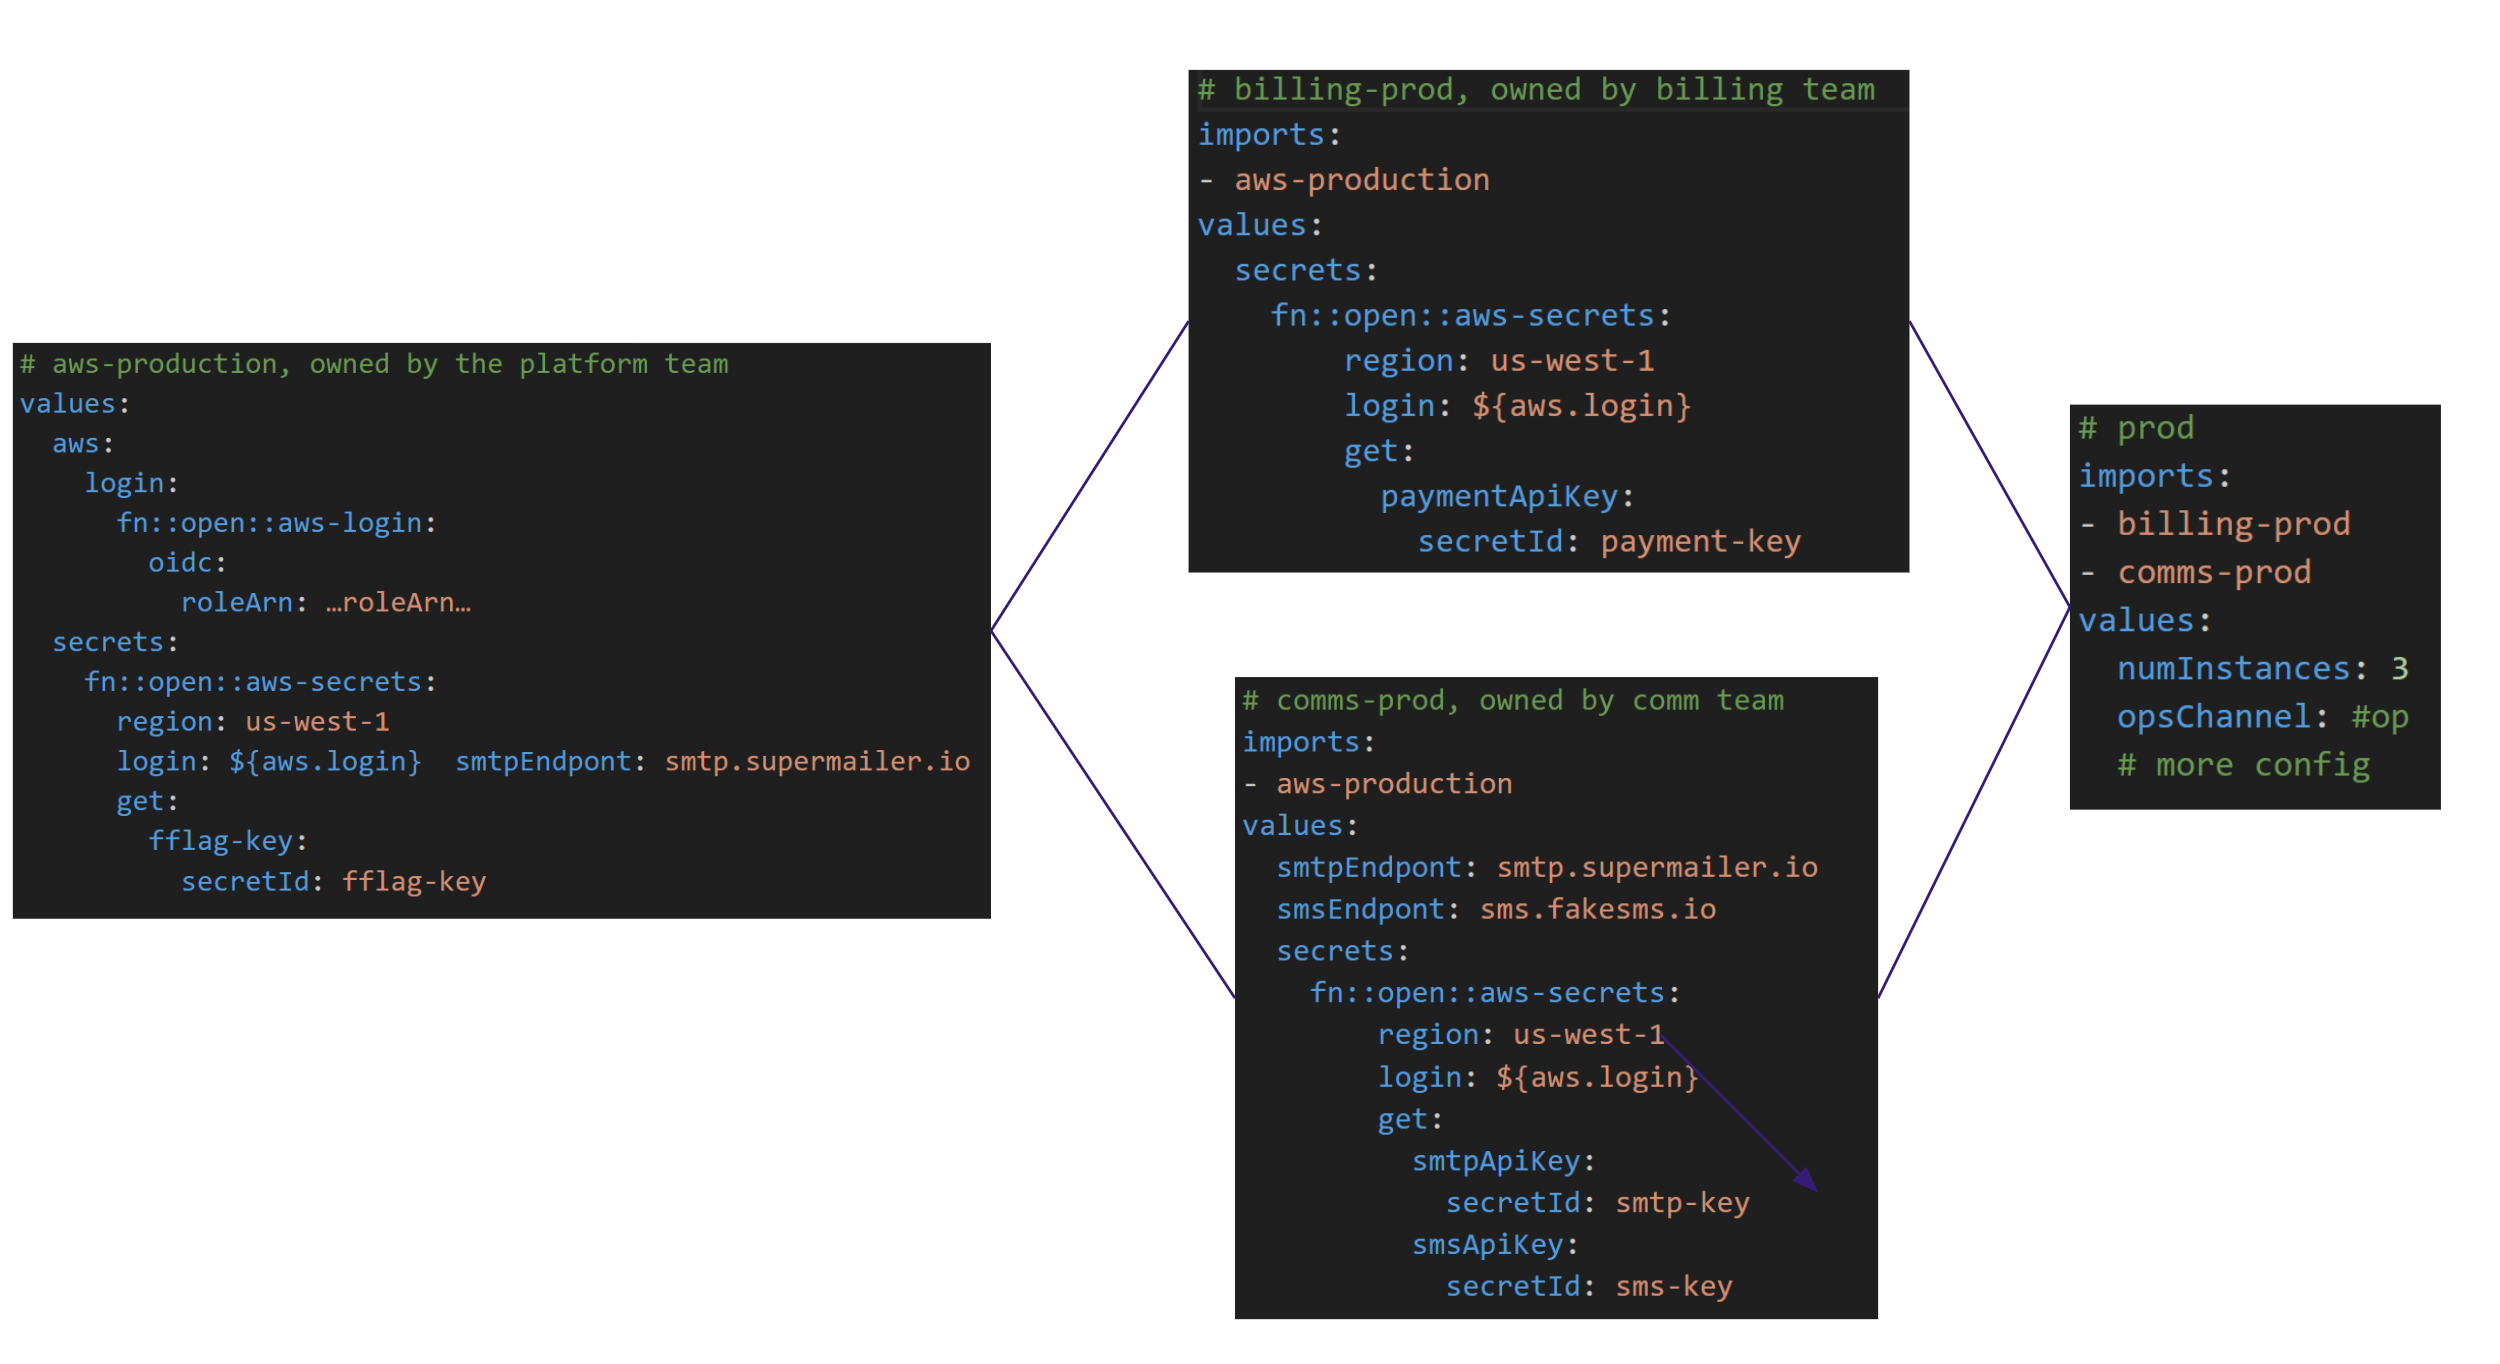 # aws-production, owned by the platform team
values:
  aws:
    login:
      fn::open::aws-login:
        oidc:
          roleArn: …roleArn…
  secrets:
    fn::open::aws-secrets:
      region: us-west-1
      login: ${aws.login}  smtpEndpont: smtp.supermailer.io
      get:
        fflag-key:
          secretId: fflag-key
# billing-prod, owned by billing team
imports:
- aws-production
values:
  secrets:
    fn::open::aws-secrets:
        region: us-west-1
        login: ${aws.login}
        get:
          paymentApiKey:
            secretId: payment-key
# comms-prod, owned by comm team
imports:
- aws-production
values:
  smtpEndpont: smtp.supermailer.io
  smsEndpont: sms.fakesms.io
  secrets:
    fn::open::aws-secrets:
        region: us-west-1
        login: ${aws.login}
        get:
          smtpApiKey:
            secretId: smtp-key
          smsApiKey:
            secretId: sms-key
# prod
imports:
- billing-prod
- comms-prod
values:
  numInstances: 3
  opsChannel: #op
  # more config